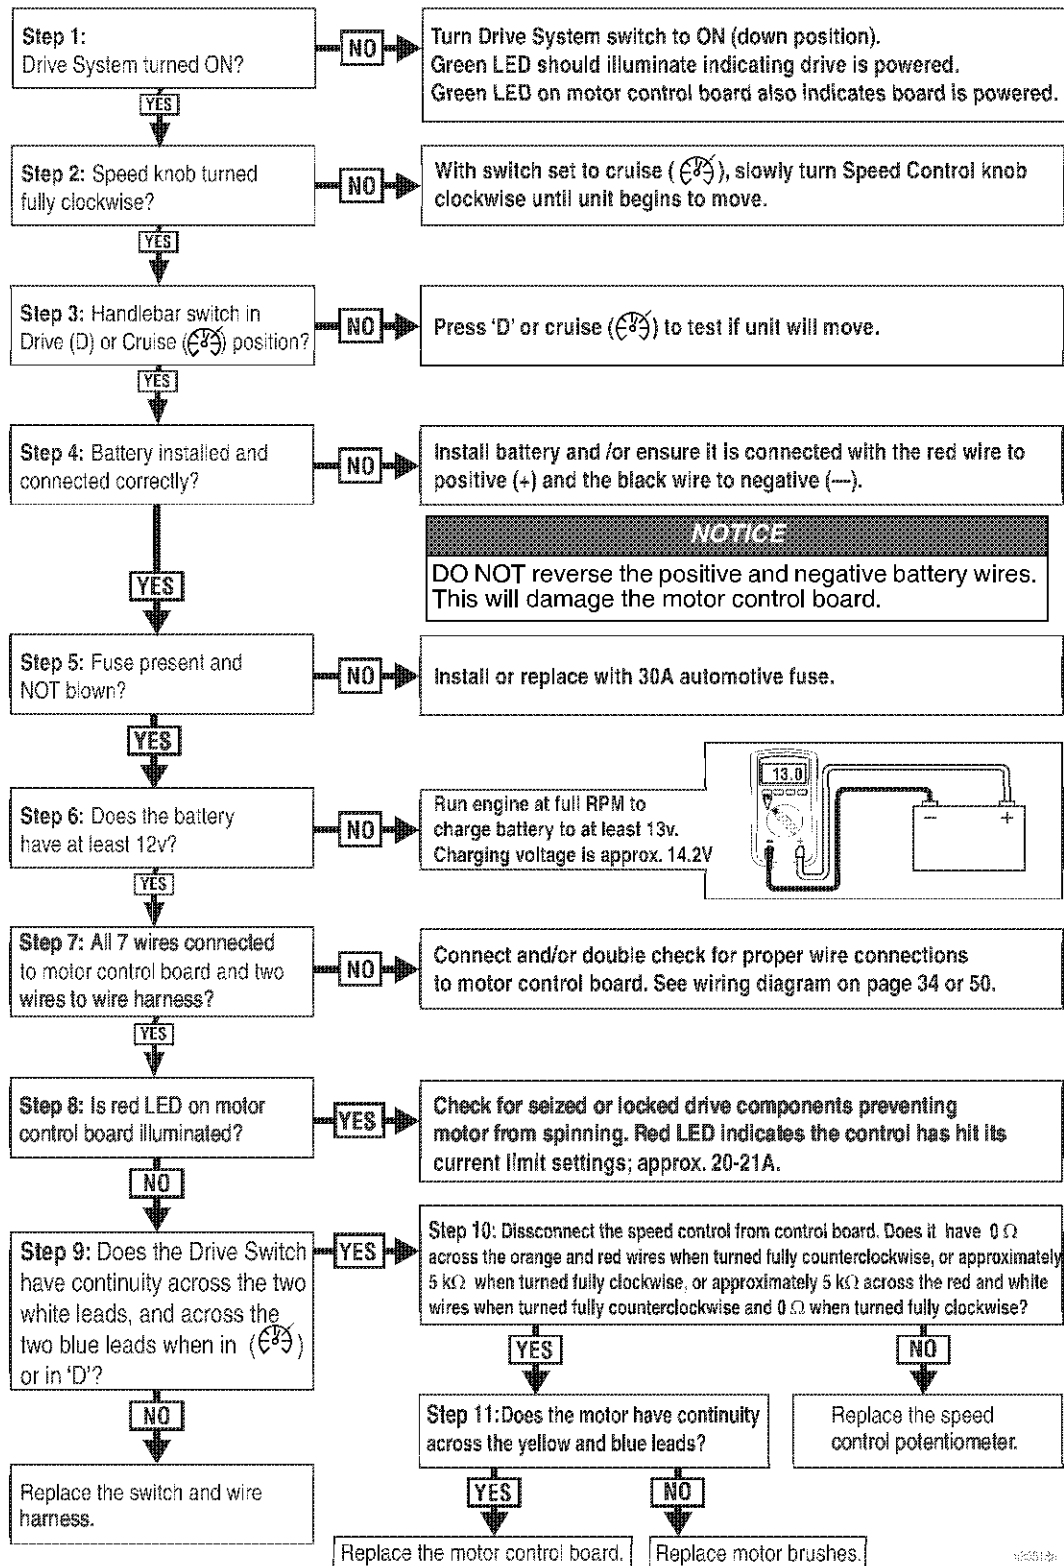 Step 1:
Drive System turned ON?
NO
Turn Drive System switch to ON (down position).
Green LED should illuminate indicating drive is powered.
Green LED on motor control board also indicates board is powered.
YES
Step 2: Speed knob turned
fully clockwise?
NO
With switch set to cruise ( ), slowly turn Speed Control knob
clockwise until unit begins to move.
YES
Step 3: Handlebar switch in
Drive (D) or Cruise ( ) position?
NO
Press ‘D’ or cruise ( ) to test if unit will move.
YES
Step 4: Battery installed and
connected correctly?
NO
Install battery and /or ensure it is connected with the red wire to
positive (+) and the black wire to negative (—).
NOTICE
DO NOT reverse the positive and negative battery wires.
This will damage the motor control board.
YES
Step 5: Fuse present and
NOT blown?
NO
Install or replace with 30A automotive fuse.
YES
Step 6: Does the battery
have at least 12v?
NO
Run engine at full RPM to
charge battery to at least 13v.
Charging voltage is approx. 14.2V
13.0
− +
− +
YES
Step 7: All 7 wires connected
to motor control board and two
wires to wire harness?
NO
Connect and/or double check for proper wire connections
to motor control board. See wiring diagram on page 34 or 50.
YES
Step 8: Is red LED on motor
control board illuminated?
YES
Check for seized or locked drive components preventing
motor from spinning. Red LED indicates the control has hit its
current limit settings; approx. 20-21A.
NO
Step 9: Does the Drive Switch
have continuity across the two
white leads, and across the
two blue leads when in ( )
or in ‘D’?
YES
Step 10: Dissconnect the speed control from control board. Does it have 0 Ω
across the orange and red wires when turned fully counterclockwise, or approximately
5 kΩ when turned fully clockwise, or approximately 5 kΩ across the red and white
wires when turned fully counterclockwise and 0 Ω when turned fully clockwise?
YES
NO
NO
Step 11:Does the motor have continuity
across the yellow and blue leads?
Replace the speed
control potentiometer.
Replace the switch and wire
harness.
YES
NO
Replace the motor control board.
Replace motor brushes.